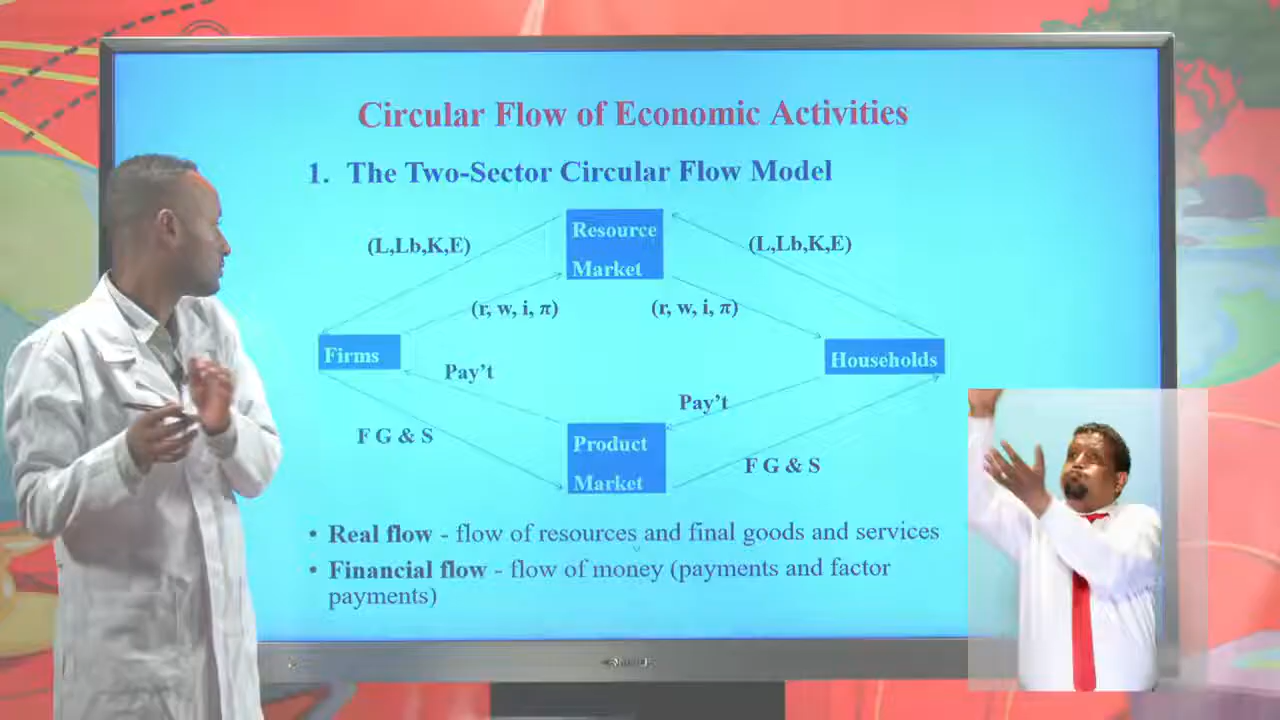 Circular Flow of Economic Activities
1. The Two-Sector Circular Flow Model
Resource
Market
(L,Lb,K,E)
(L,Lb,K,E)
(r, w, i, π)
(r, w, i, π)
Firms
Households
Pay't
Pay't
Product
Market
F G & S
F G & S
• Real flow - flow of resources and final goods and services
• Financial flow - flow of money (payments and factor
payments)